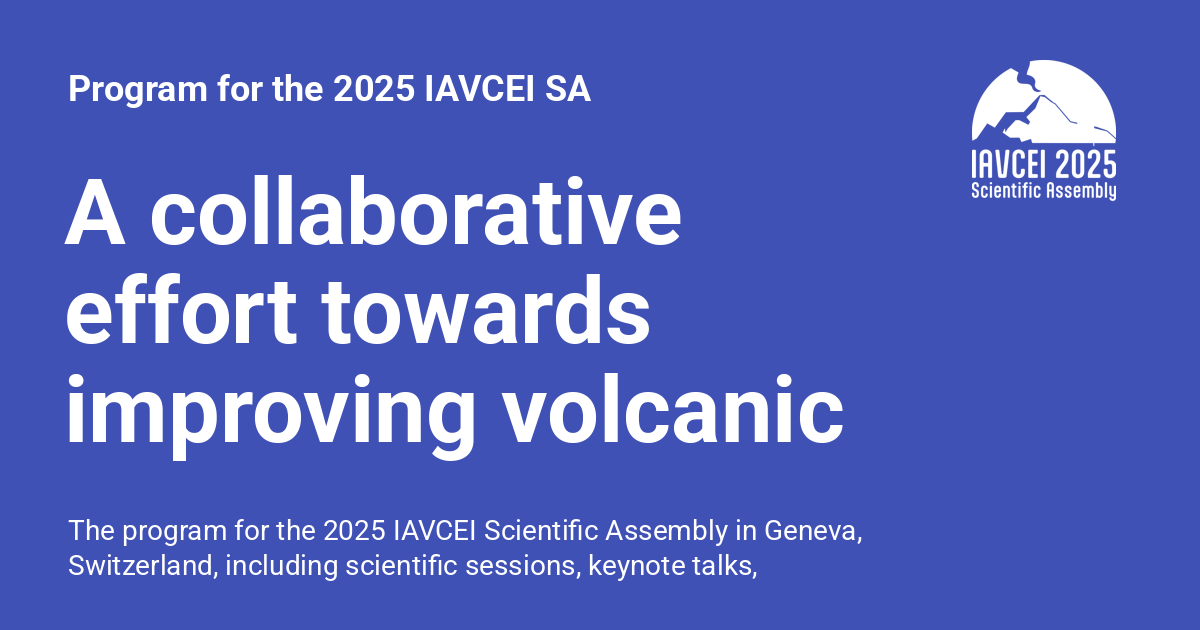 Program for the 2025 IAVCEI SA
IAVCEI 2025
Scientific Assembly
A collaborative
effort towards
improving volcanic
The program for the 2025 IAVCEI Scientific Assembly in Geneva,
Switzerland, including scientific sessions, keynote talks,